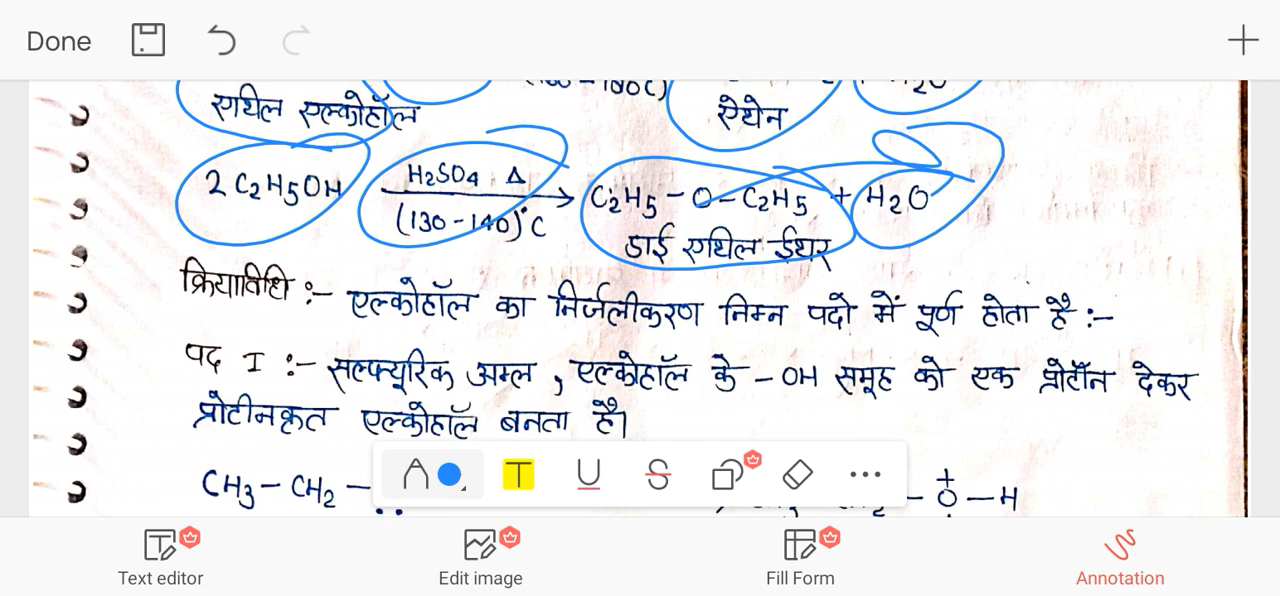 Done
एथिल एल्कोहॉल
ऐथेन
2 C₂H₅OH H₂SO₄, Δ (130-140)°C → C₂H₅-O-C₂H₅ + H₂O
डाई एथिल ईथर
क्रियाविधि :- एल्कोहॉल का निर्जलीकरण निम्न पदो में पूर्ण होता है :-
पद I :- सल्फ्यूरिक अम्ल, एल्कोहॉल के -OH समूह को एक प्रोटॉन देकर
प्रोटीनकृत एल्कोहॉल बनता है।
CH₃ - CH₂ - - O⁺ - H
T U S
Text editor Edit image Fill Form Annotation